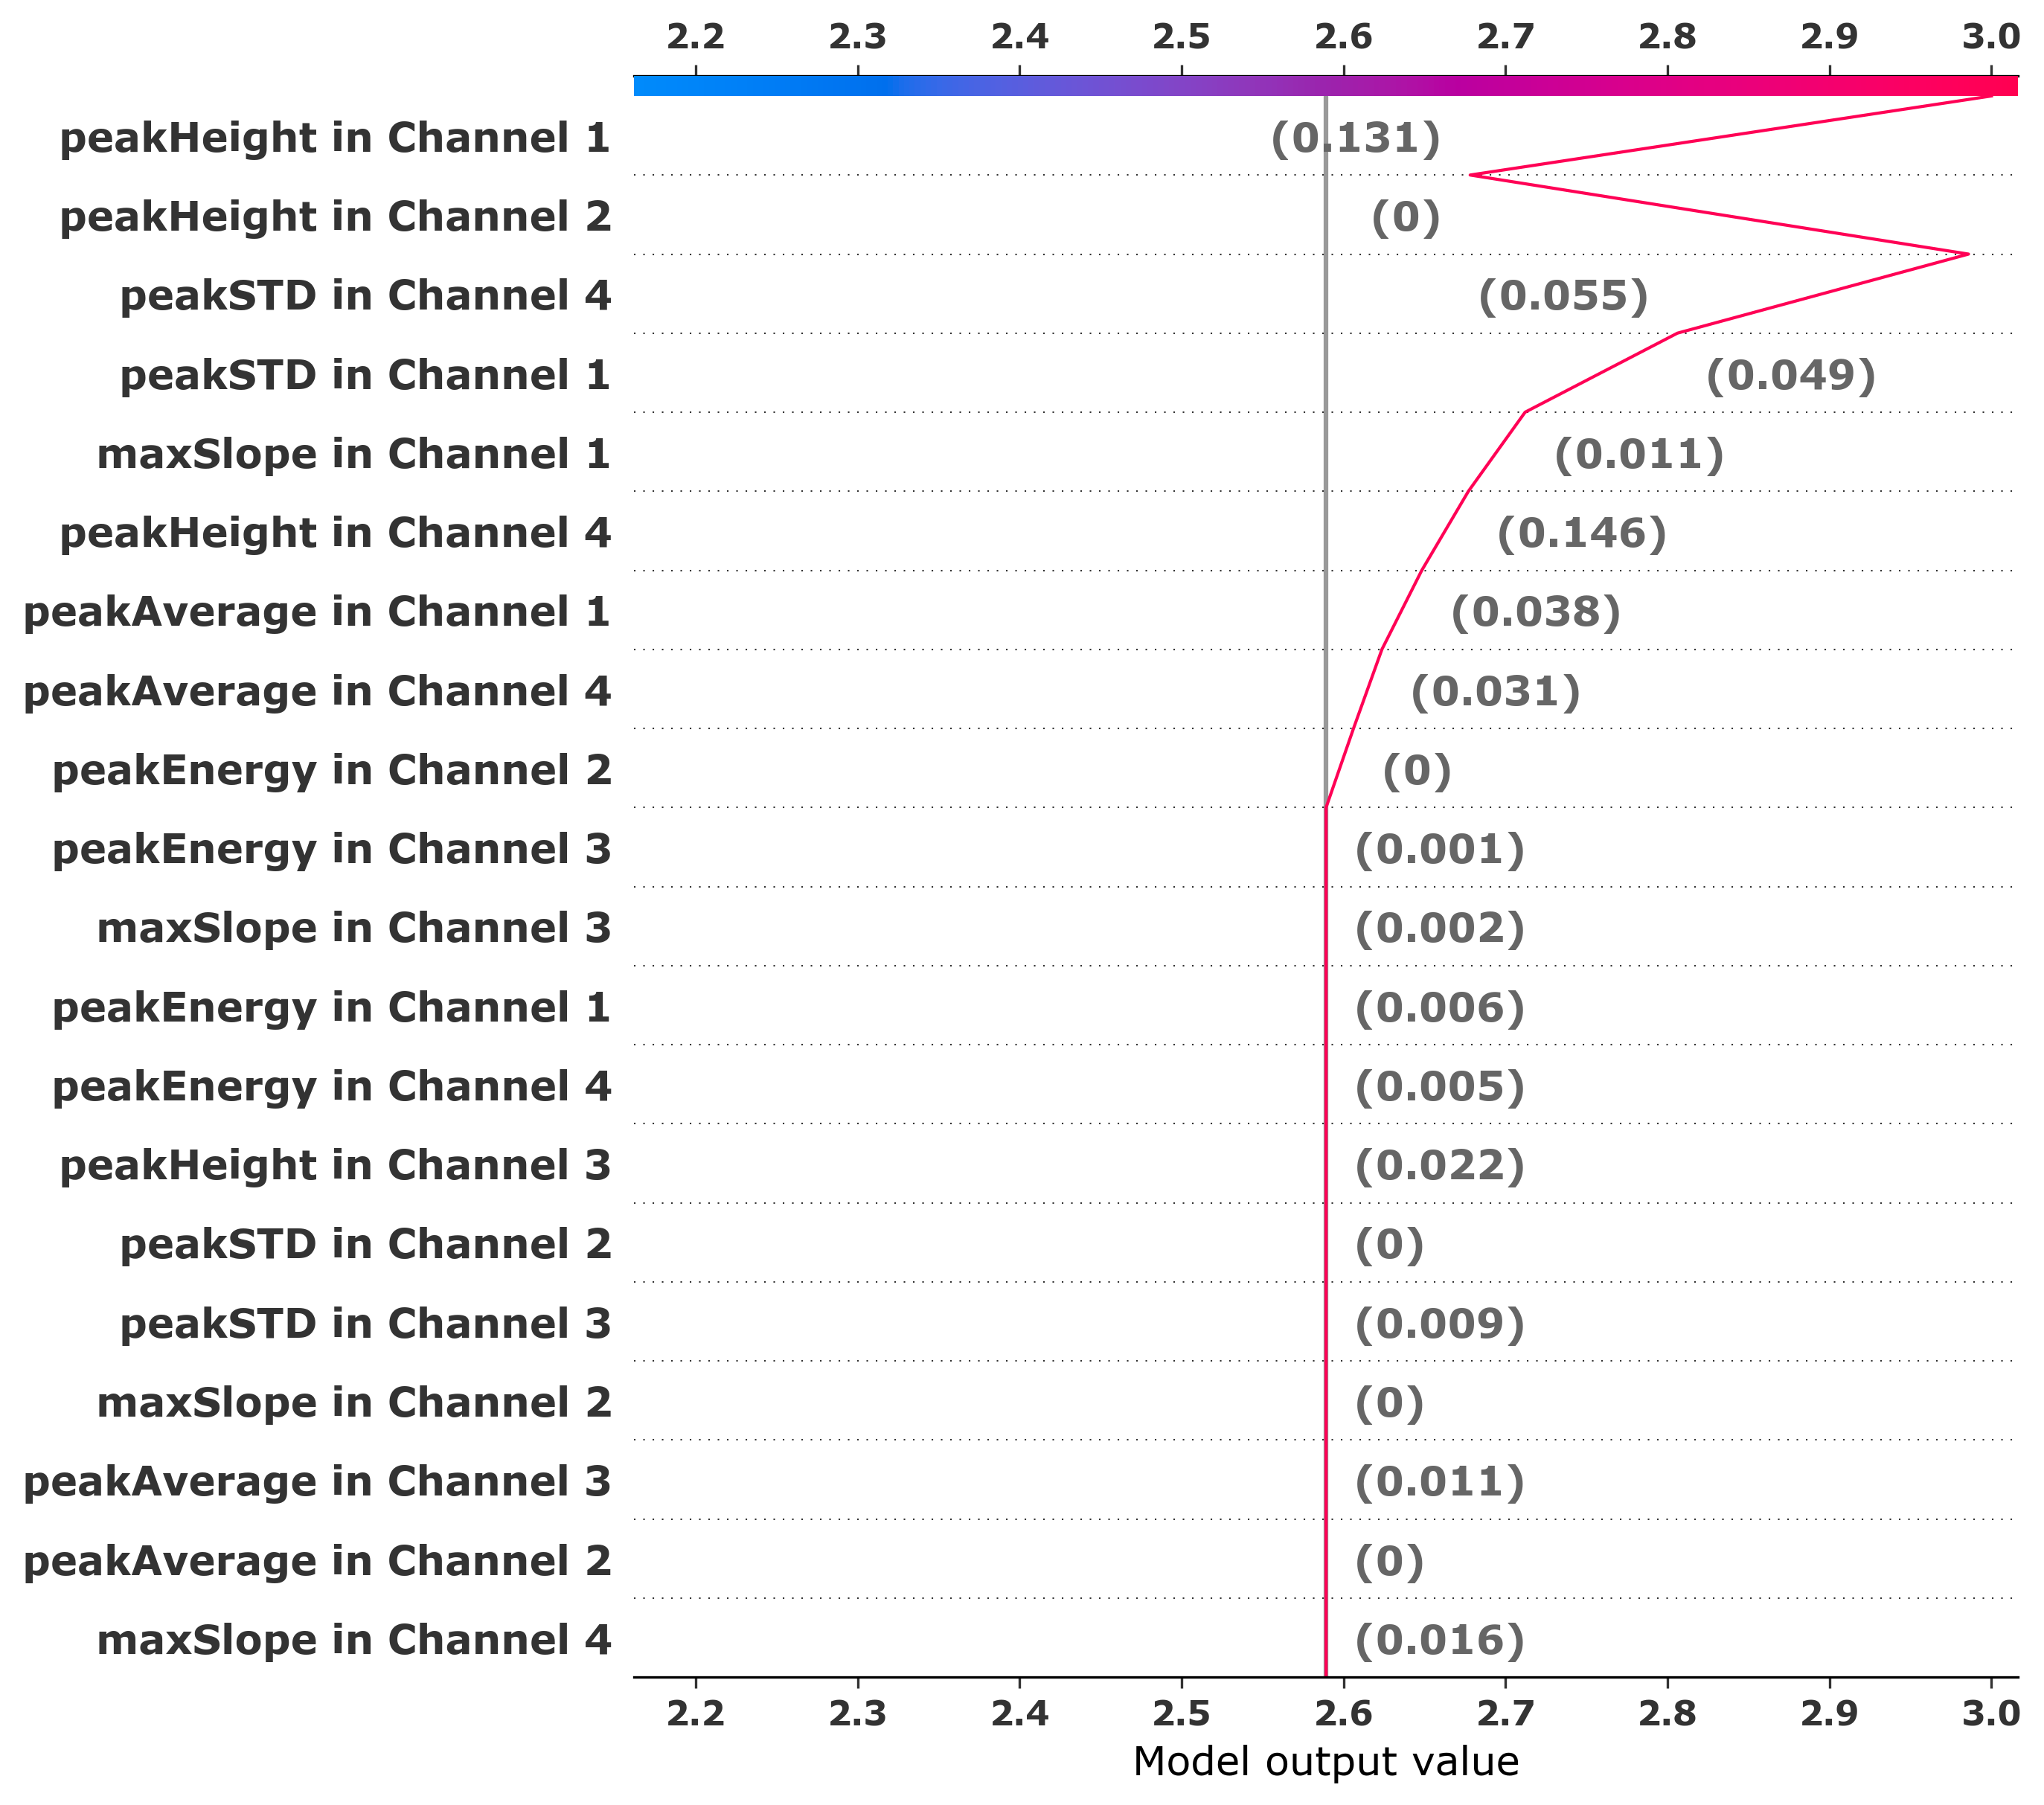 2.2 2.3 2.4 2.5 2.6 2.7 2.8 2.9 3.0
peakHeight in Channel 1 (0.131)
peakHeight in Channel 2 (0)
peakSTD in Channel 4 (0.055)
peakSTD in Channel 1 (0.049)
maxSlope in Channel 1 (0.011)
peakHeight in Channel 4 (0.146)
peakAverage in Channel 1 (0.038)
peakAverage in Channel 4 (0.031)
peakEnergy in Channel 2 (0)
peakEnergy in Channel 3 (0.001)
maxSlope in Channel 3 (0.002)
peakEnergy in Channel 1 (0.006)
peakEnergy in Channel 4 (0.005)
peakHeight in Channel 3 (0.022)
peakSTD in Channel 2 (0)
peakSTD in Channel 3 (0.009)
maxSlope in Channel 2 (0)
peakAverage in Channel 3 (0.011)
peakAverage in Channel 2 (0)
maxSlope in Channel 4 (0.016)
2.2 2.3 2.4 2.5 2.6 2.7 2.8 2.9 3.0
Model output value